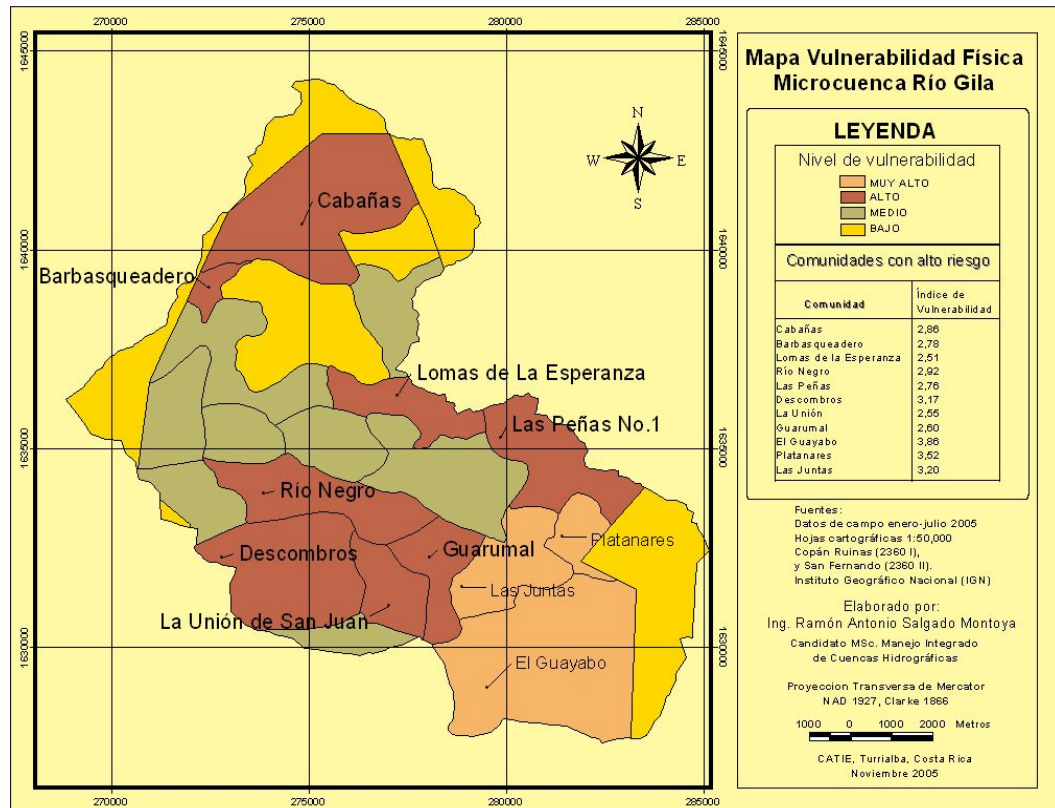 270000 275000 280000 285000
1645000 1645000
1640000 1640000
1635000 1635000
1630000 1630000
270000 275000 280000 285000
N
W E
S
Cabañas
Barbasqueadero
Lomas de La Esperanza
Las Peñas No.1
Río Negro
Descombros
Guarumal
Platanares
Las Juntas
La Unión de San Juan
El Guayabo
Mapa Vulnerabilidad Física
Microcuenca Río Gila
LEYENDA
Nivel de vulnerabilidad
MUY ALTO
ALTO
MEDIO
BAJO
Comunidades con alto riesgo
Comunidad Índice de Vulnerabilidad
Cabañas 2,86
Barbasqueadero 2,78
Lomas de la Esperanza 2,51
Río Negro 2,92
Las Peñas 2,76
Descombros 3,17
La Unión 2,55
Guarumal 2,60
El Guayabo 3,86
Platanares 3,52
Las Juntas 3,20
Fuentes:
Datos de campo enero-julio 2005
Hojas cartográficas 1:50,000
Copán Ruinas (2360 I),
y San Fernando (2360 II).
Instituto Geográfico Nacional (IGN)
Elaborado por:
Ing. Ramón Antonio Salgado Montoya
Candidato MSc. Manejo Integrado
de Cuencas Hidrográficas
Proyeccion Transversa de Mercator
NAD 1927, Clarke 1866
1000 0 1000 2000 Metros
CATIE, Turrialba, Costa Rica
Noviembre 2005